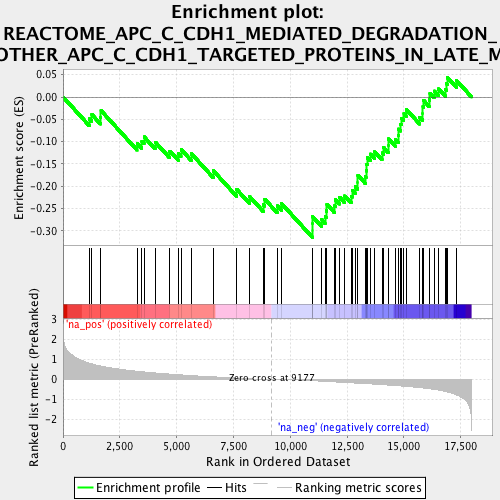 Enrichment plot:
REACTOME_APC_C_CDH1_MEDIATED_DEGRADATION_
OTHER_APC_C_CDH1_TARGETED_PROTEINS_IN_LATE_M
Enrichment score (ES)
0.05
0.00
-0.05
-0.10
-0.15
-0.20
-0.25
-0.30
'na_pos' (positively correlated)
Ranked list metric (PreRanked)
3
2
1
0
-1
-2
Zero cross at 9177
'na_neg' (negatively correlated)
0
2,500
5,000
7,500
10,000
12,500
15,000
17,500
Rank in Ordered Dataset
Enrichment profile
Hits
Ranking metric scores